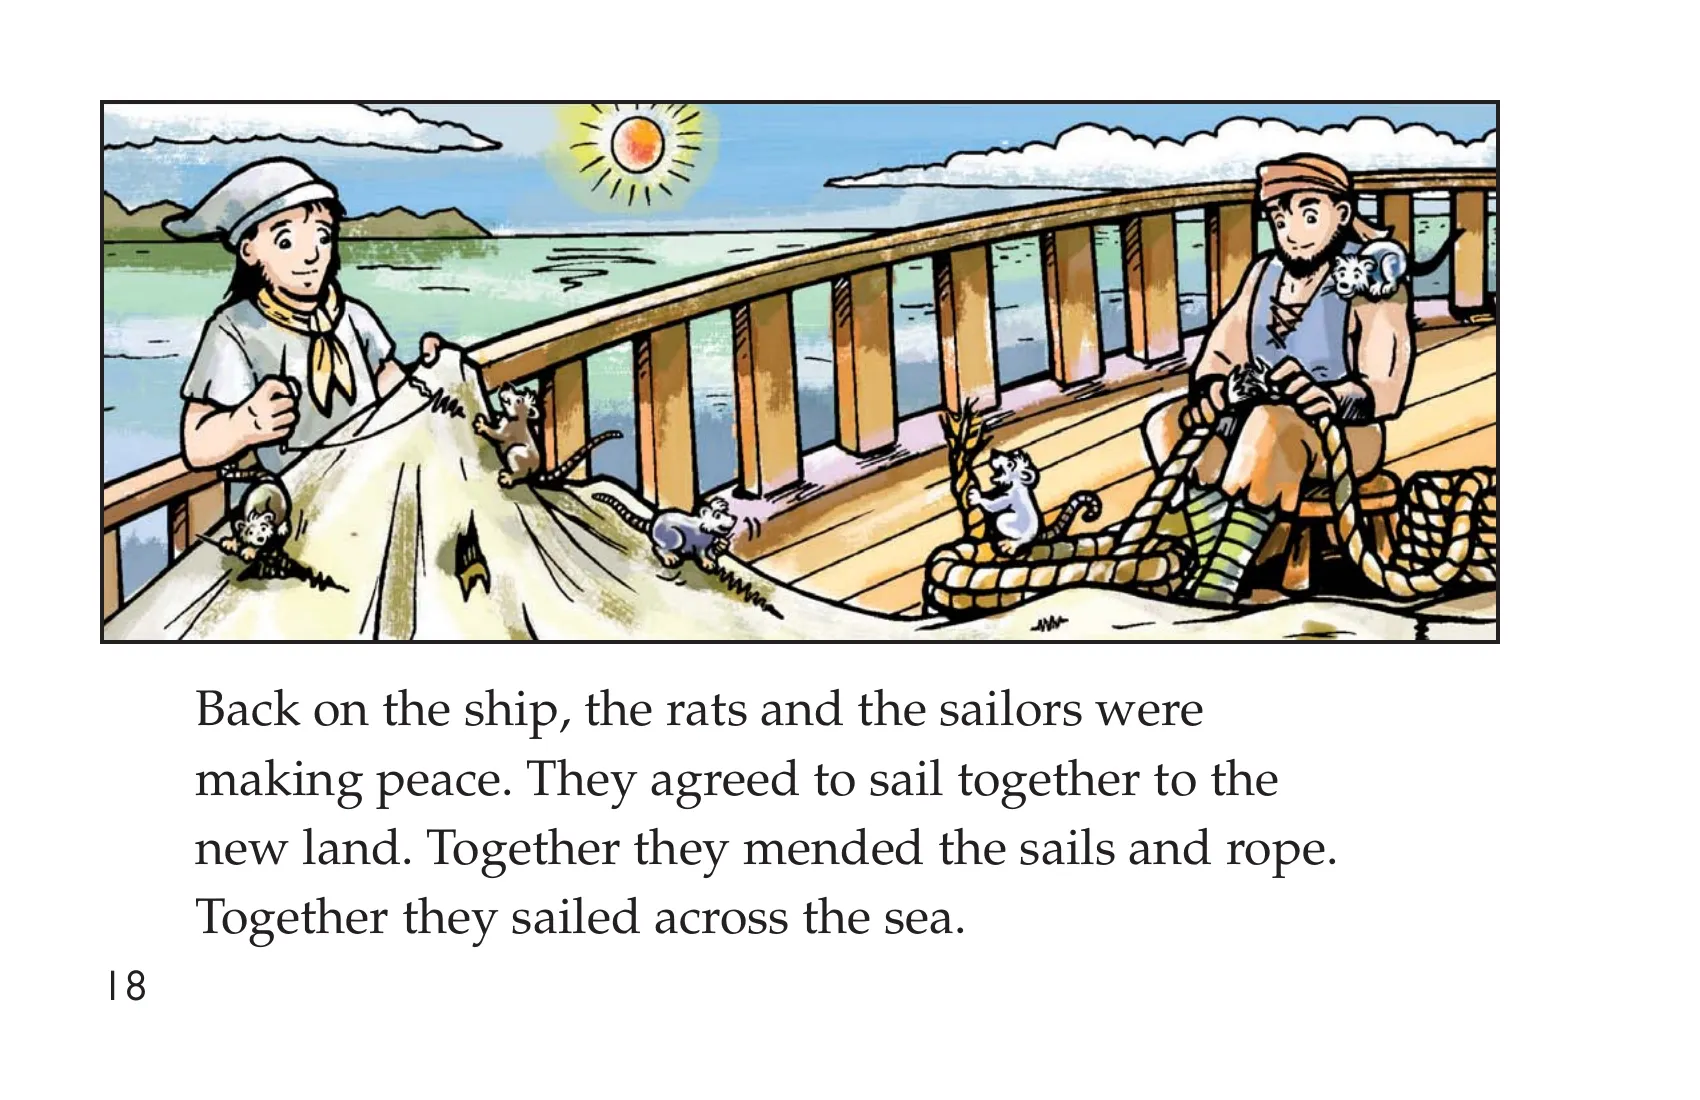 Back on the ship, the rats and the sailors were
making peace. They agreed to sail together to the
new land. Together they mended the sails and rope.
Together they sailed across the sea.
18